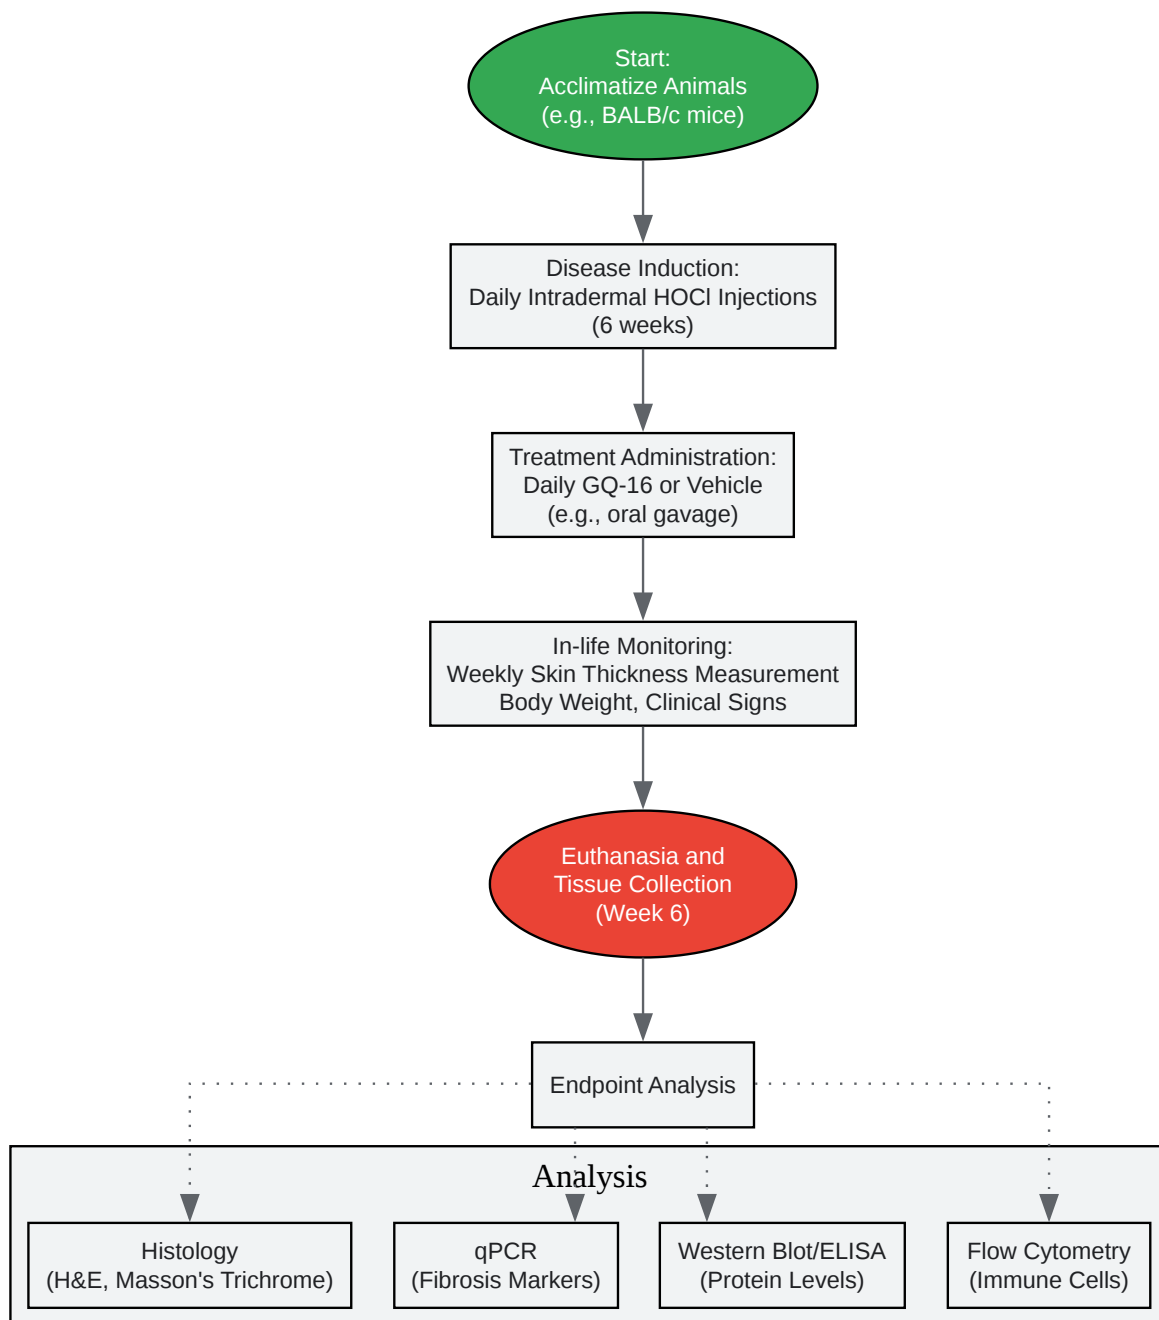 Start:
Acclimatize Animals
(e.g., BALB/c mice)
Disease Induction:
Daily Intradermal HOCl Injections
(6 weeks)
Treatment Administration:
Daily GQ-16 or Vehicle
(e.g., oral gavage)
In-life Monitoring:
Weekly Skin Thickness Measurement
Body Weight, Clinical Signs
Euthanasia and
Tissue Collection
(Week 6)
Endpoint Analysis
Analysis
Histology
(H&E, Masson's Trichrome)
qPCR
(Fibrosis Markers)
Western Blot/ELISA
(Protein Levels)
Flow Cytometry
(Immune Cells)